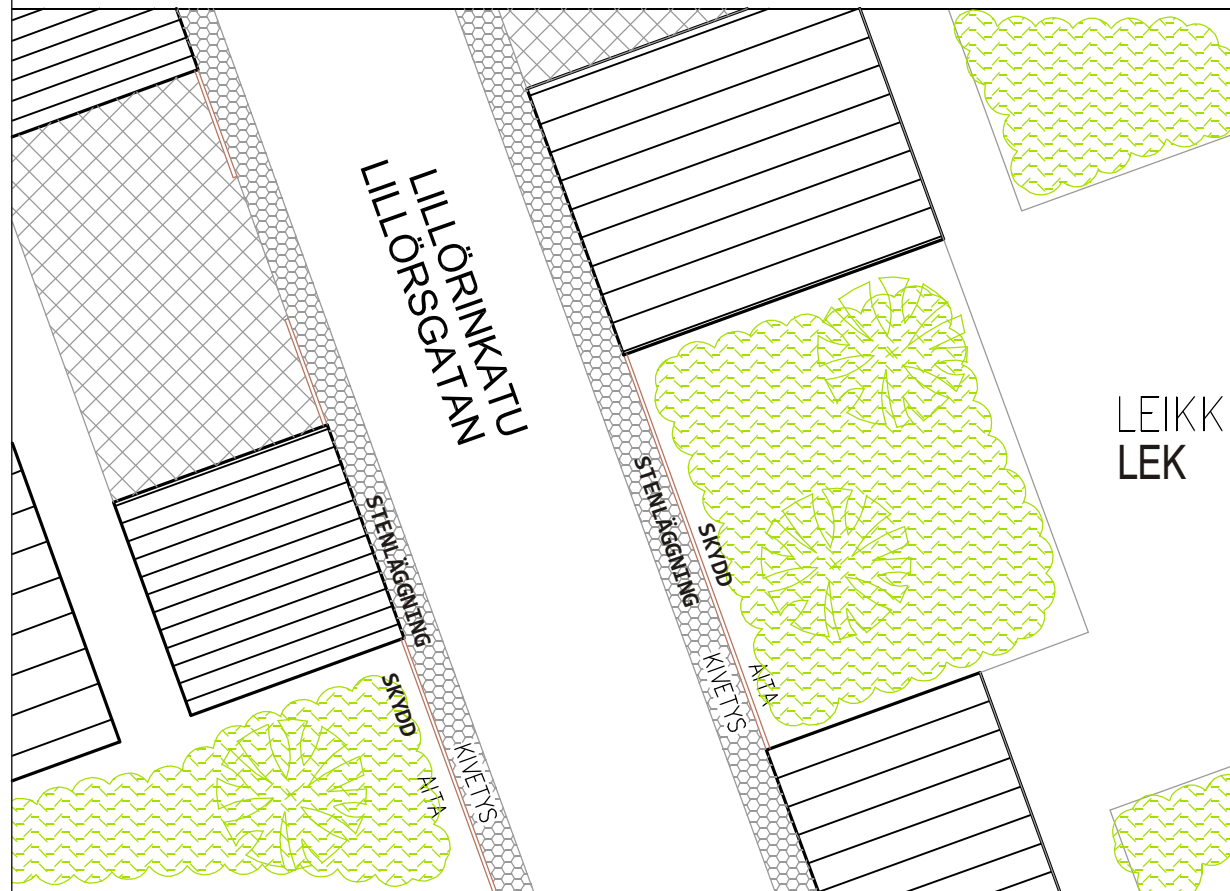 LILLÖRINKATU
LILLÖRSGATAN
LEIKK
LEK
STENLÄGGNING
SKYDD
STENLÄGGNING
SKYDD
KIVETYS
AITA
AITA
KIVETYS